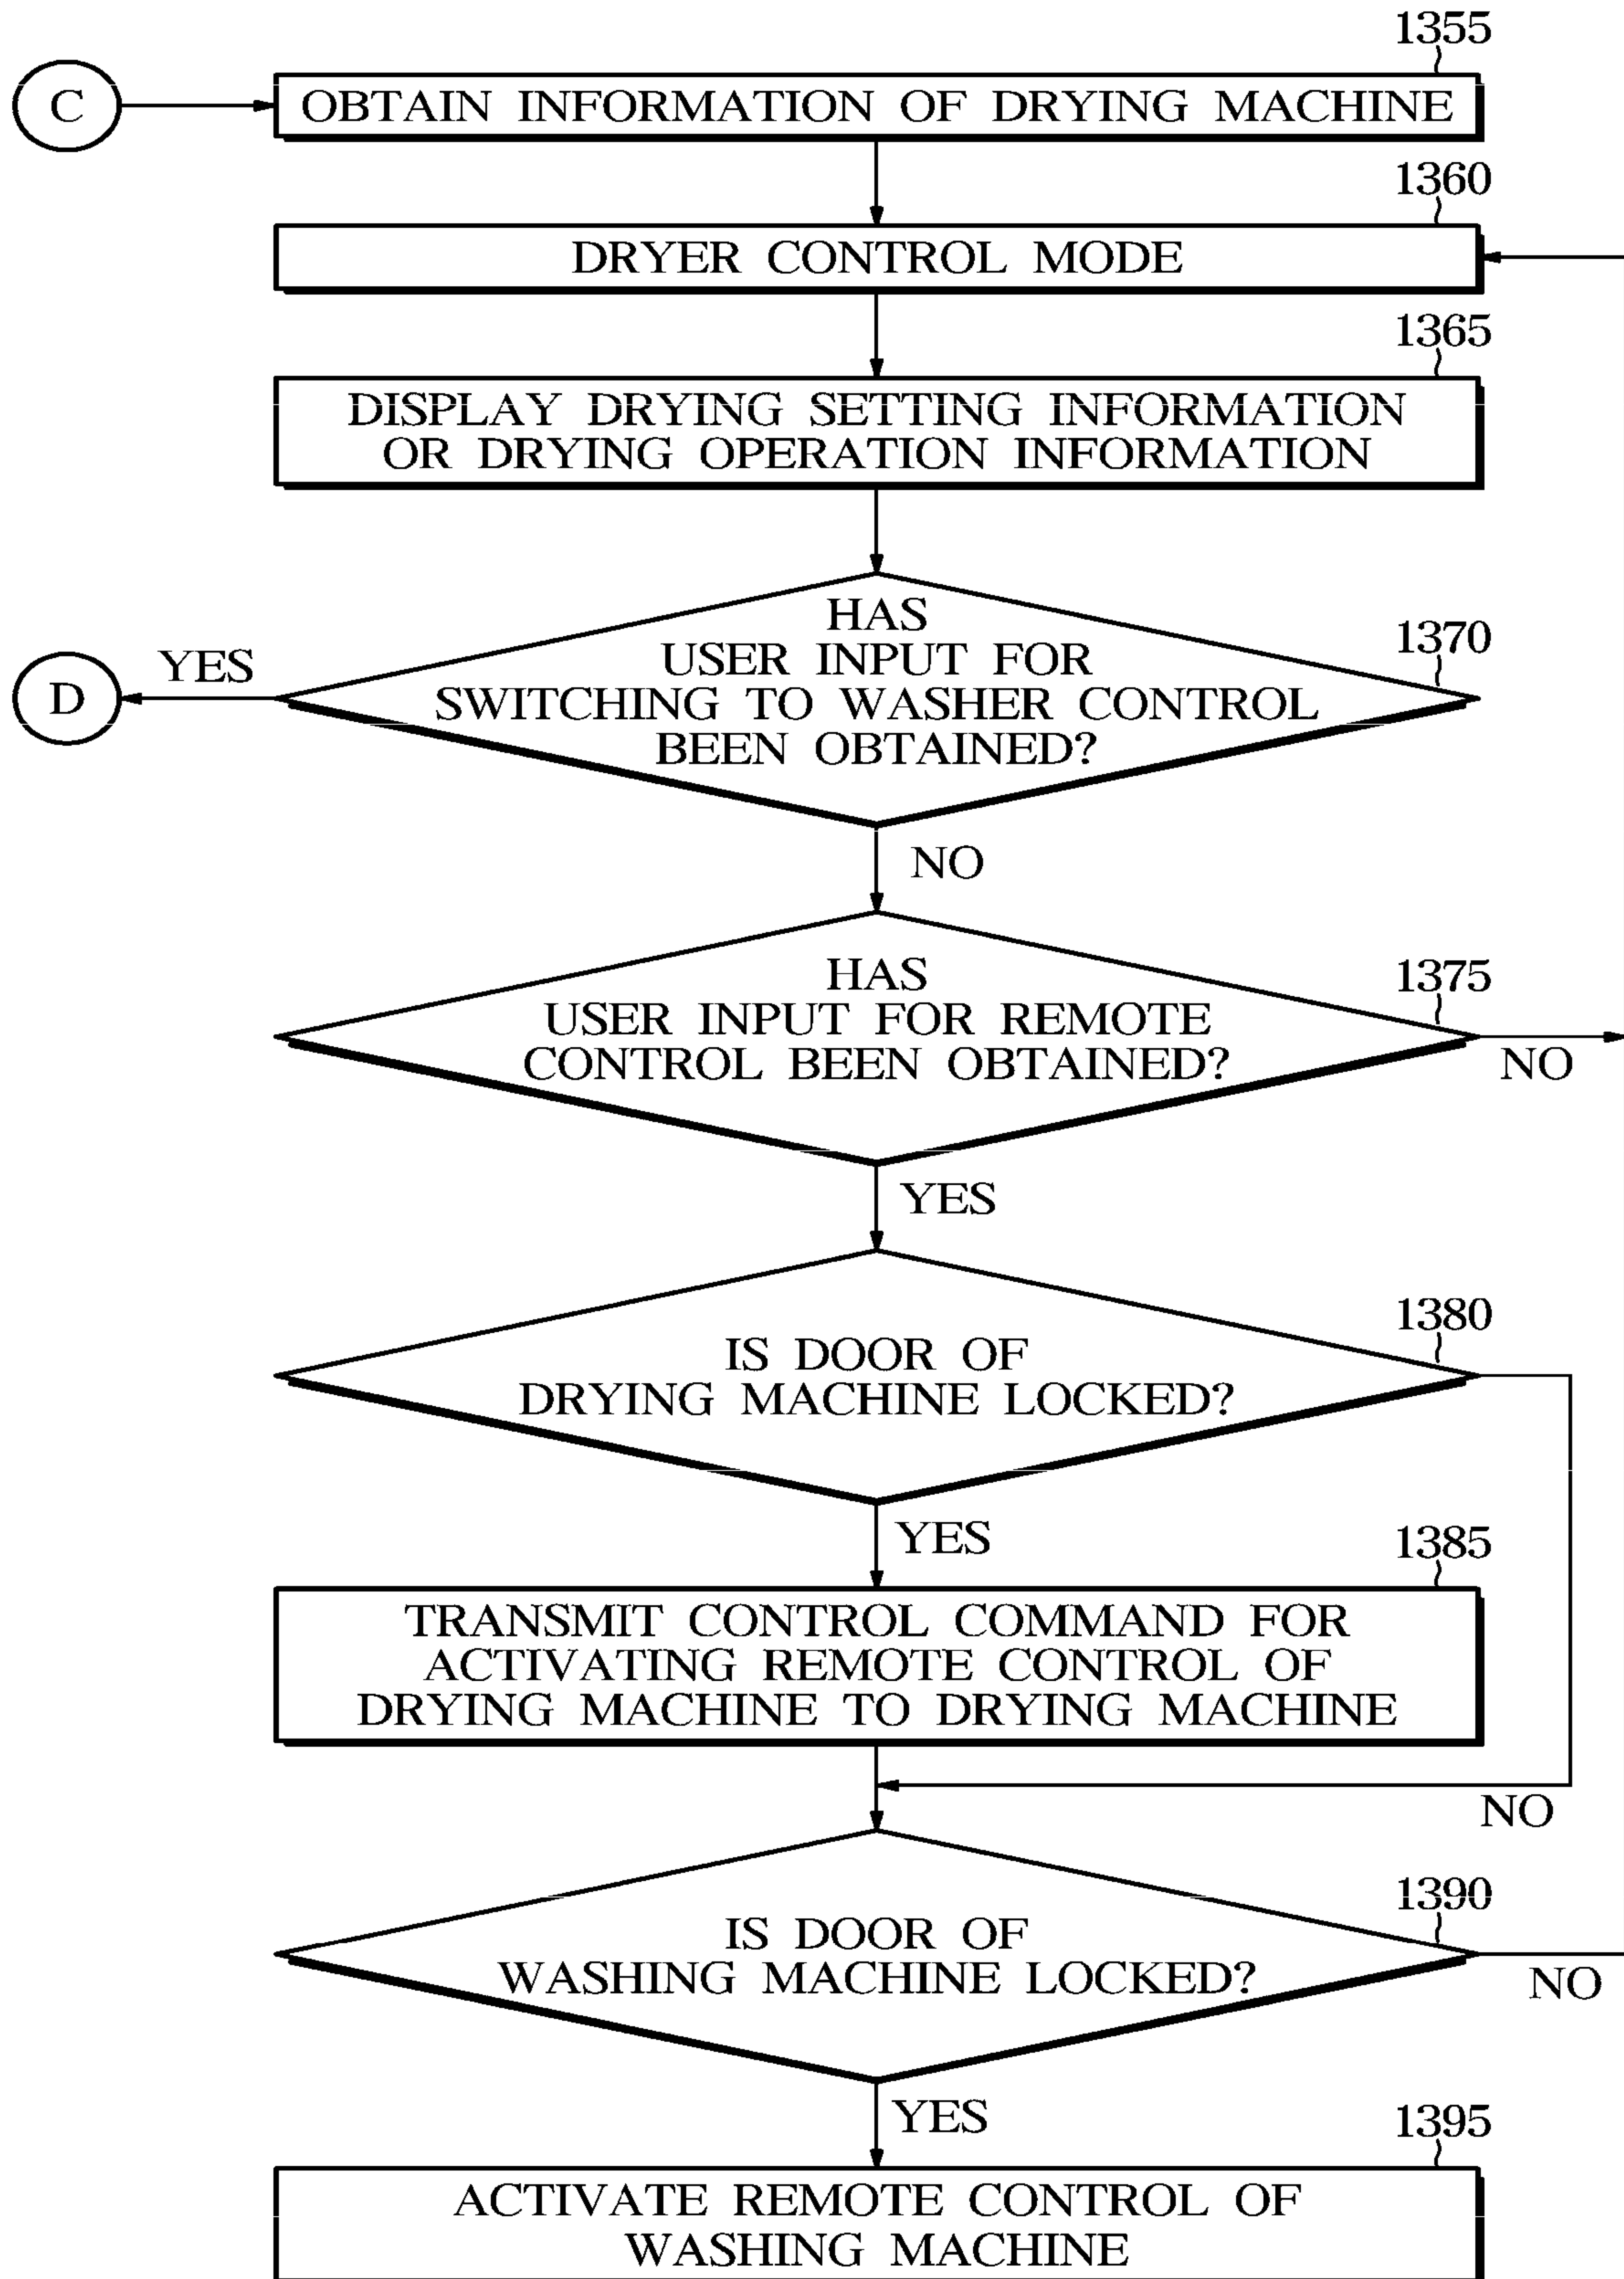 1355
C
OBTAIN INFORMATION OF DRYING MACHINE
1360
DRYER CONTROL MODE
1365
DISPLAY DRYING SETTING INFORMATION
OR DRYING OPERATION INFORMATION
1370
HAS
USER INPUT FOR
SWITCHING TO WASHER CONTROL
BEEN OBTAINED?
YES
D
NO
1375
HAS
USER INPUT FOR REMOTE
CONTROL BEEN OBTAINED?
NO
YES
1380
IS DOOR OF
DRYING MACHINE LOCKED?
YES
1385
TRANSMIT CONTROL COMMAND FOR
ACTIVATING REMOTE CONTROL OF
DRYING MACHINE TO DRYING MACHINE
NO
1390
IS DOOR OF
WASHING MACHINE LOCKED?
NO
YES
1395
ACTIVATE REMOTE CONTROL OF
WASHING MACHINE